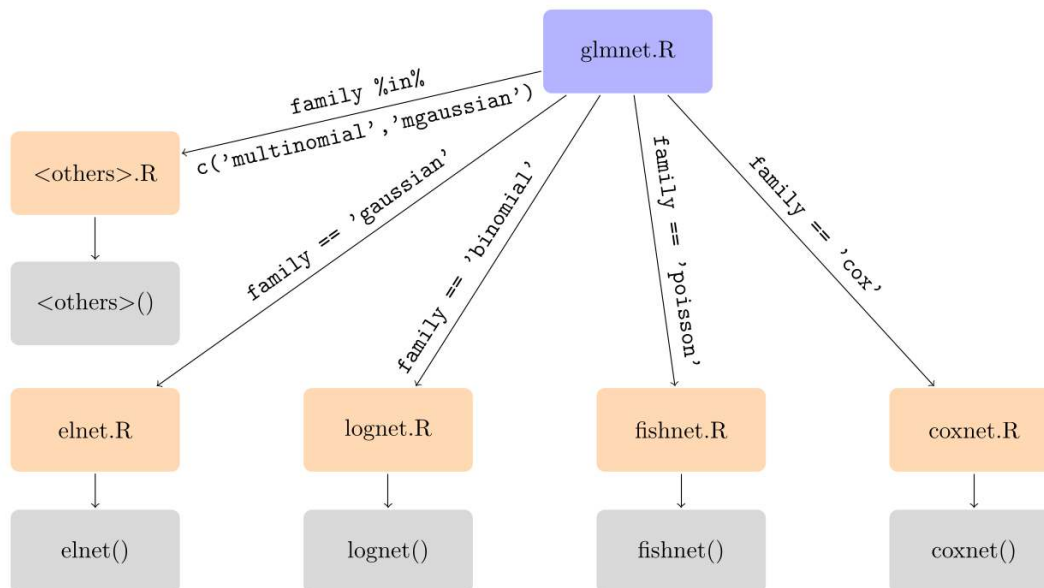 glmnet.R
family %in%
c('multinomial','mgaussian')
<others>.R
family == 'gaussian'
family == 'binomial'
family == 'poisson'
family == 'cox'
<others>()
elnet.R
lognet.R
fishnet.R
coxnet.R
elnet()
lognet()
fishnet()
coxnet()